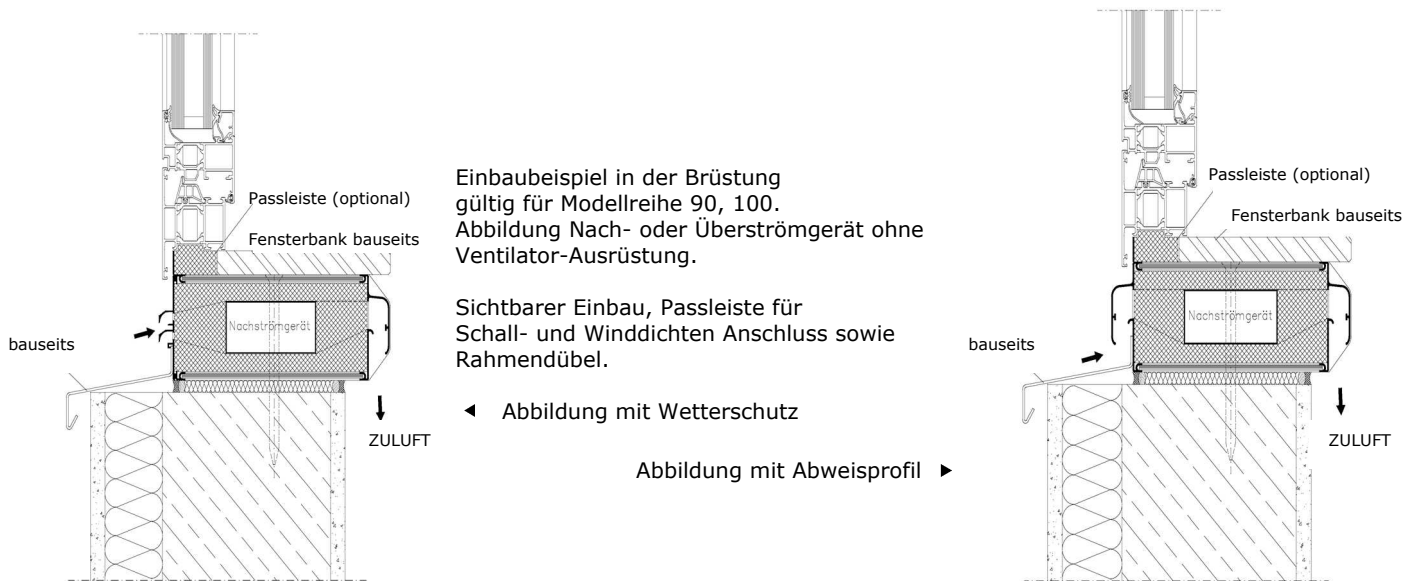 Passleiste (optional)
Fensterbank bauseits
Nachströmgerät
bauseits
ZULUFT
Einbaubeispiel in der Brüstung
gültig für Modellreihe 90, 100.
Abbildung Nach- oder Überströmgerät ohne
Ventilator-Ausrüstung.
Sichtbarer Einbau, Passleiste für
Schall- und Winddichten Anschluss sowie
Rahmendübel.
◄ Abbildung mit Wetterschutz
Abbildung mit Abweisprofil ►
Passleiste (optional)
Fensterbank bauseits
Nachströmgerät
bauseits
ZULUFT